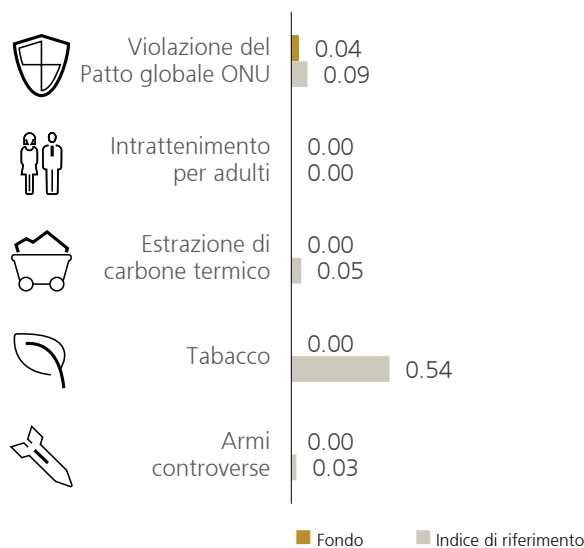 Violazione del
Patto globale ONU
0.04
0.09
Intrattenimento
per adulti
0.00
0.00
Estrazione di
carbone termico
0.00
0.05
Tabacco
0.00
0.54
Armi
controverse
0.00
0.03
Fondo
Indice di riferimento